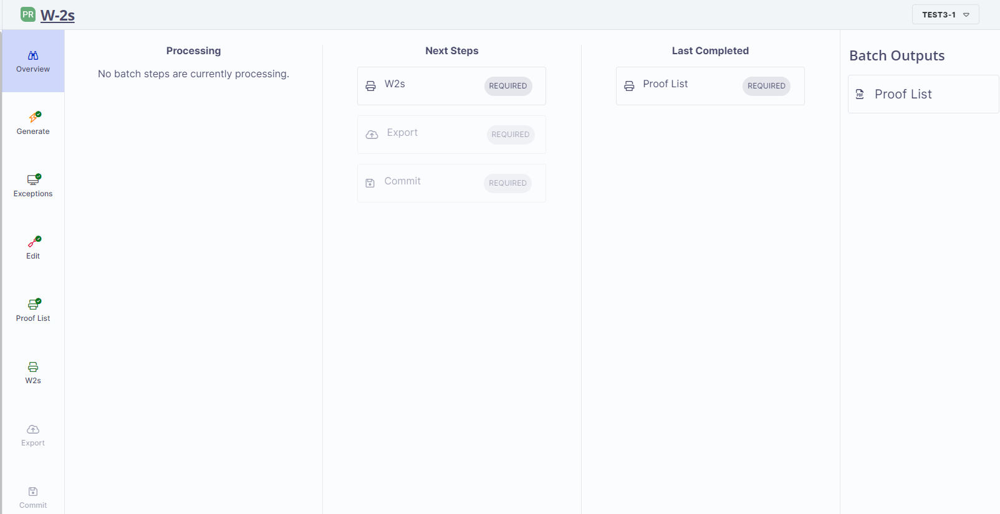 PR W-2s
TEST3-1
Overview
Generate
Exceptions
Edit
Proof List
W2s
Export
Commit
Processing
No batch steps are currently processing.
Next Steps
W2s REQUIRED
Export REQUIRED
Commit REQUIRED
Last Completed
Proof List REQUIRED
Batch Outputs
PDF Proof List